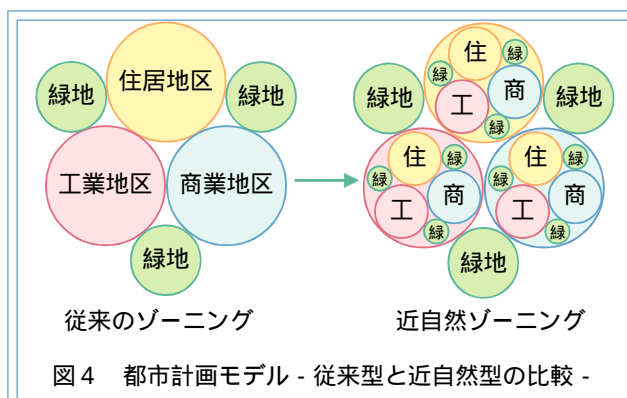 住居地区
緑地
緑地
工業地区
商業地区
緑地
従来のゾーニング
住
緑
緑
商
工
緑
緑地
緑地
住
緑
緑
商
工
緑
住
緑
緑
商
工
緑
緑地
近自然ゾーニング
図4 都市計画モデル - 従来型と近自然型の比較 -